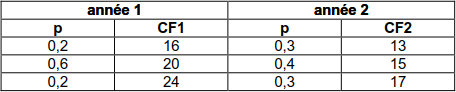 année 1 année 2
p CF1 p CF2
0,2 16 0,3 13
0,6 20 0,4 15
0,2 24 0,3 17